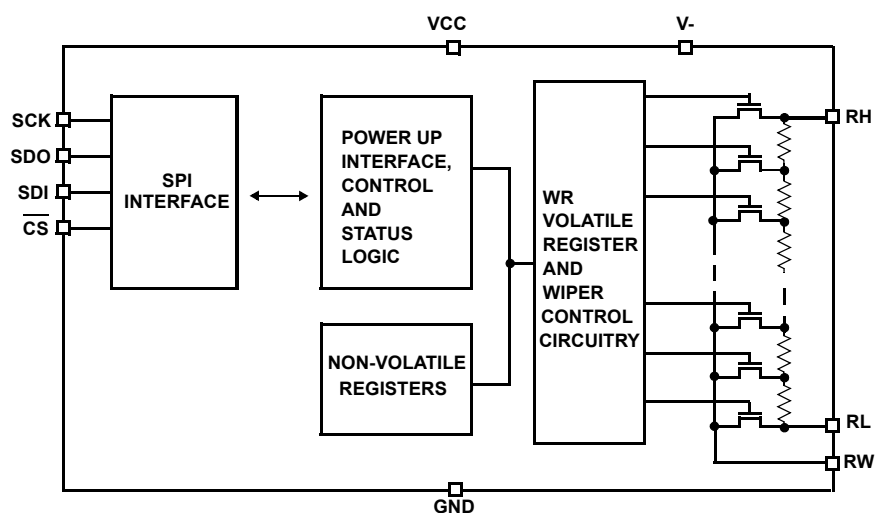 VCC
V-
SCK
SDO
SDI
CS
SPI
INTERFACE
POWER UP
INTERFACE,
CONTROL
AND
STATUS
LOGIC
NON-VOLATILE
REGISTERS
WR
VOLATILE
REGISTER
AND
WIPER
CONTROL
CIRCUITRY
RH
RL
RW
GND